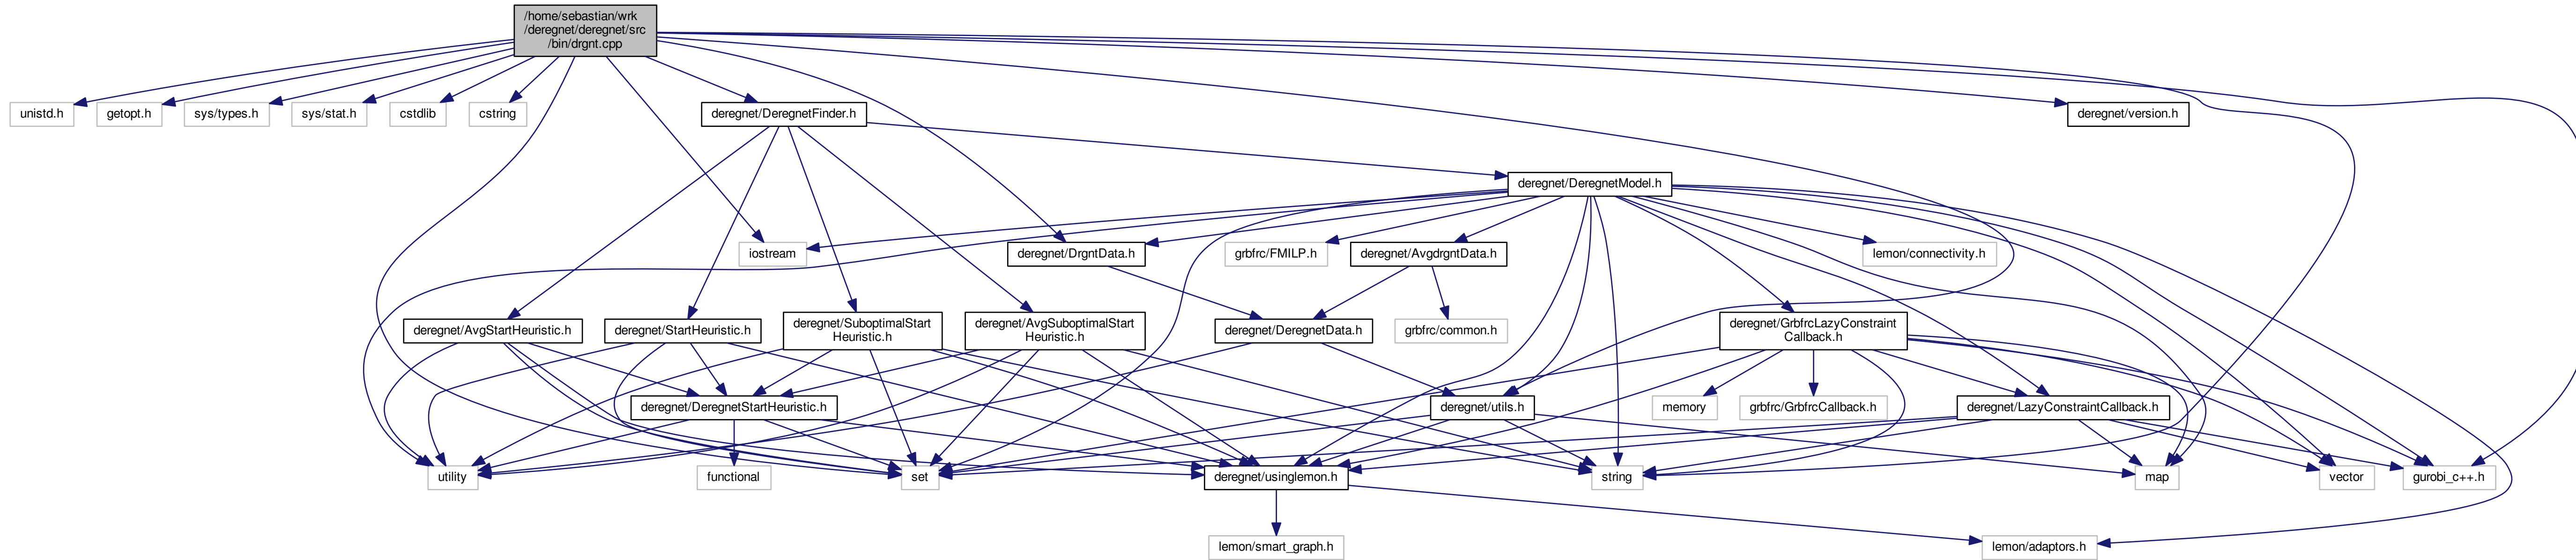 /home/sebastian/wrk
/deregnet/deregnet/src
/bin/drgnt.cpp
unistd.h
getopt.h
sys/types.h
sys/stat.h
cstdlib
cstring
deregnet/DeregnetFinder.h
deregnet/version.h
deregnet/DeregnetModel.h
iostream
deregnet/DrgntData.h
grbfrc/FMILP.h
deregnet/AvgdrgntData.h
lemon/connectivity.h
deregnet/AvgStartHeuristic.h
deregnet/StartHeuristic.h
deregnet/SuboptimalStart
Heuristic.h
deregnet/AvgSuboptimalStart
Heuristic.h
deregnet/DeregnetData.h
grbfrc/common.h
deregnet/GrbfrcLazyConstraint
Callback.h
deregnet/DeregnetStartHeuristic.h
deregnet/utils.h
memory
grbfrc/GrbfrcCallback.h
deregnet/LazyConstraintCallback.h
utility
functional
set
deregnet/usinglemon.h
string
map
vector
gurobi_c++.h
lemon/smart_graph.h
lemon/adaptors.h